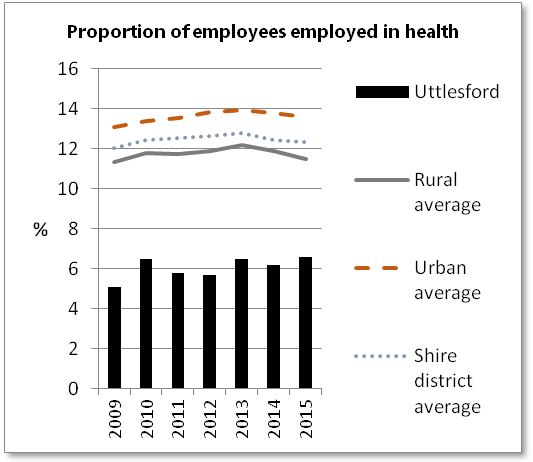 Proportion of employees employed in health
16
14
12
10
8
6
4
2
0
%
2009
2010
2011
2012
2013
2014
2015
Uttlesford
Rural
average
Urban
average
Shire
district
average